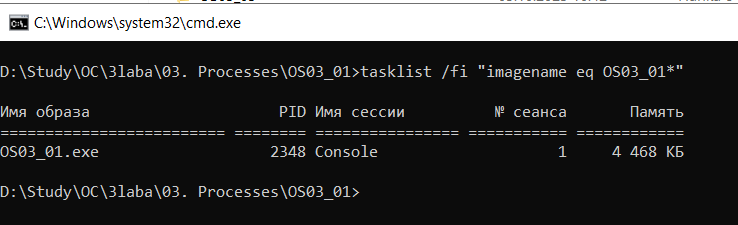 C:\Windows\system32\cmd.exe
D:\Study\OC\3laba\03. Processes\OS03_01>tasklist /fi "imagename eq OS03_01*"
Имя образа                     PID Имя сессии          № сеанса       Память
========================= ======== ================ =========== ============
OS03_01.exe                   2348 Console                    1     4 468 КБ
D:\Study\OC\3laba\03. Processes\OS03_01>